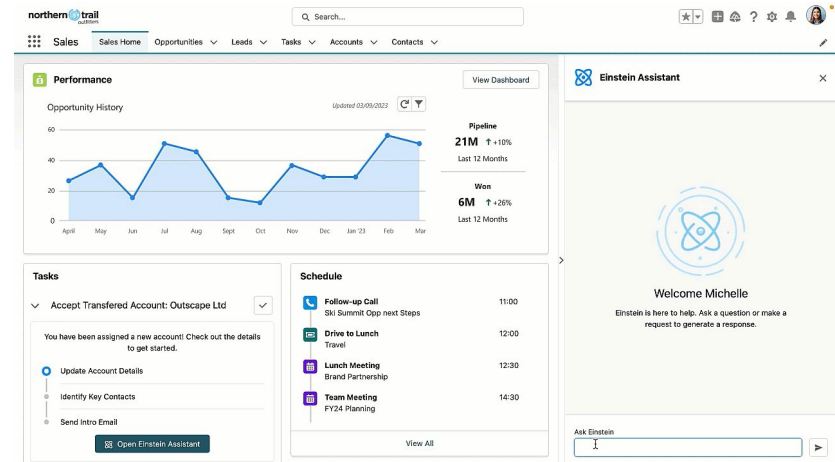 northern trail
outfitters
Search...
Sales
Sales Home
Opportunities
Leads
Tasks
Accounts
Contacts
Performance
View Dashboard
Opportunity History
Updated 03/09/2023
60
40
20
0
April
May
Jun
Jul
Aug
Sept
Oct
Nov
Dec
Jan '23
Feb
Mar
Pipeline
21M +10%
Last 12 Months
Won
6M +26%
Last 12 Months
Tasks
Accept Transfered Account: Outscape Ltd
You have been assigned a new account! Check out the details
to get started.
Update Account Details
Identify Key Contacts
Send Intro Email
Open Einstein Assistant
Schedule
Follow-up Call
11:00
Ski Summit Opp next Steps
Drive to Lunch
12:00
Travel
Lunch Meeting
12:30
Brand Partnership
Team Meeting
14:30
FY24 Planning
View All
Einstein Assistant
Welcome Michelle
Einstein is here to help. Ask a question or make a
request to generate a response.
Ask Einstein